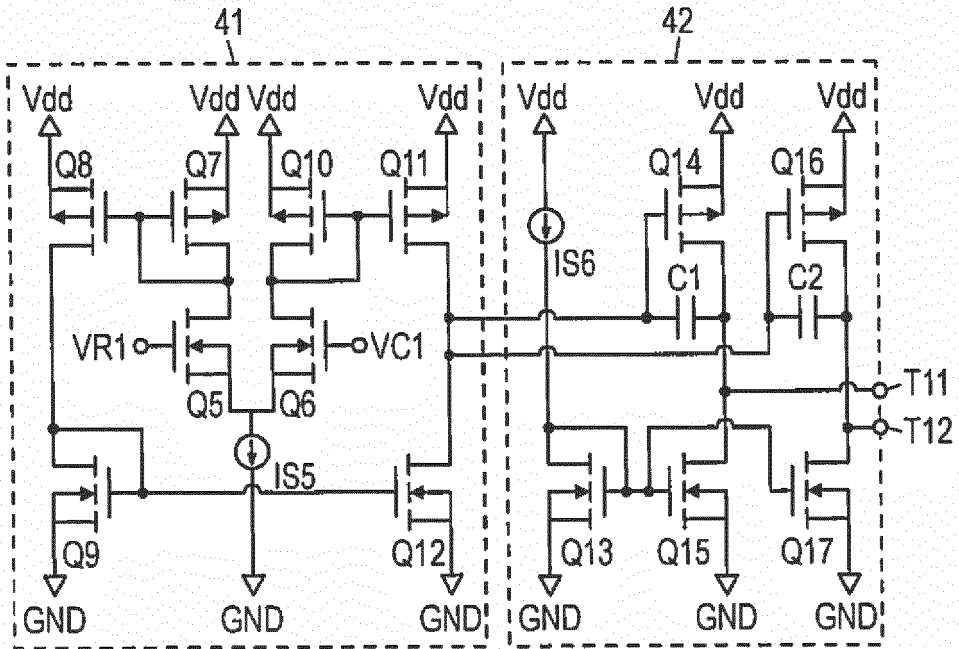 41
42
Vdd Vdd Vdd Vdd Vdd Vdd Vdd
Q8 Q7 Q10 Q11 Q14 Q16
IS6
C1 C2
VR1 VC1
Q5 Q6
T11
T12
IS5
Q9 Q12 Q13 Q15 Q17
GND GND GND GND GND GND